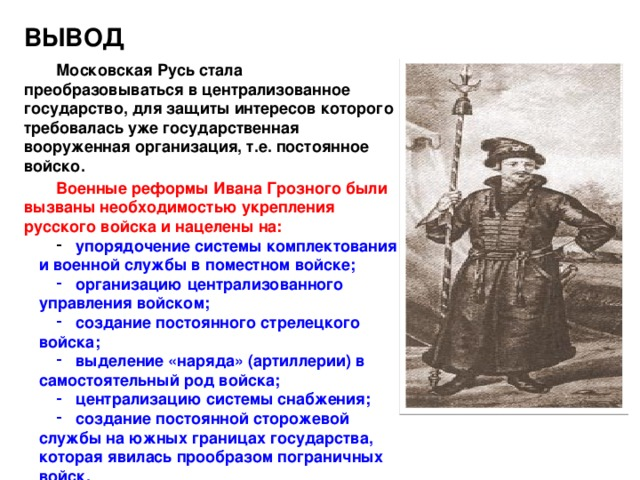 ВЫВОД
Московская Русь стала
преобразовываться в централизованное
государство, для защиты интересов которого
требовалась уже государственная
вооруженная организация, т.е. постоянное
войско.
Военные реформы Ивана Грозного были
вызваны необходимостью укрепления
русского войска и нацелены на:
- упорядочение системы комплектования
и военной службы в поместном войске;
- организацию централизованного
управления войском;
- создание постоянного стрелецкого
войска;
- выделение «наряда» (артиллерии) в
самостоятельный род войска;
- централизацию системы снабжения;
- создание постоянной сторожевой
службы на южных границах государства,
которая явилась прообразом пограничных
войск.